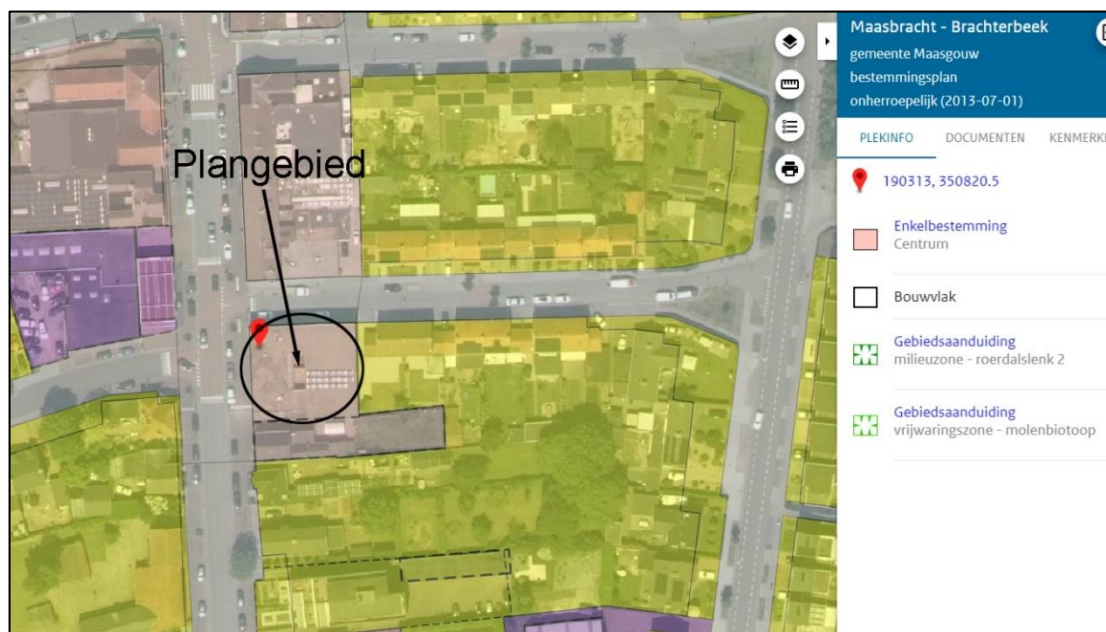 Plangebied
Maasbracht - Brachterbeek
gemeente Maasgouw
bestemmingsplan
onherroepelijk (2013-07-01)
PLEKINFO DOCUMENTEN KENMERKE
190313, 350820.5
Enkelbestemming
Centrum
Bouwvlak
Gebiedsaanduiding
milieuzone - roerdalslenk 2
Gebiedsaanduiding
vrijwaringszone - molenbiotoop